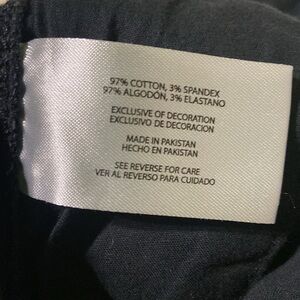 97% COTTON, 3% SPANDEX
97% ALGODÓN, 3% ELASTANO
EXCLUSIVE OF DECORATION
EXCLUSIVO DE DECORACION
MADE IN PAKISTAN
HECHO EN PAKISTAN
SEE REVERSE FOR CARE
VER AL REVERSO PARA CUIDADO